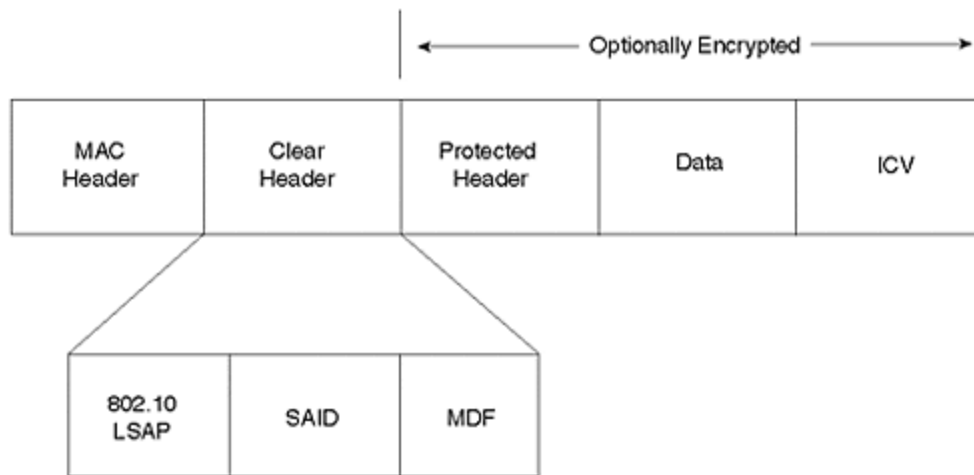 Optionally Encrypted
MAC
Header
Clear
Header
Protected
Header
Data
ICV
802.10
LSAP
SAID
MDF